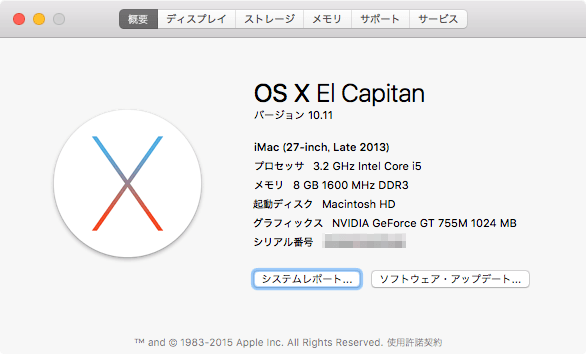 概要 ディスプレイ ストレージ メモリ サポート サービス
OS X El Capitan
バージョン 10.11
iMac (27-inch, Late 2013)
プロセッサ 3.2 GHz Intel Core i5
メモリ 8 GB 1600 MHz DDR3
起動ディスク Macintosh HD
グラフィックス NVIDIA GeForce GT 755M 1024 MB
シリアル番号
システムレポート... ソフトウェア・アップデート...
™ and © 1983-2015 Apple Inc. All Rights Reserved. 使用許諾契約